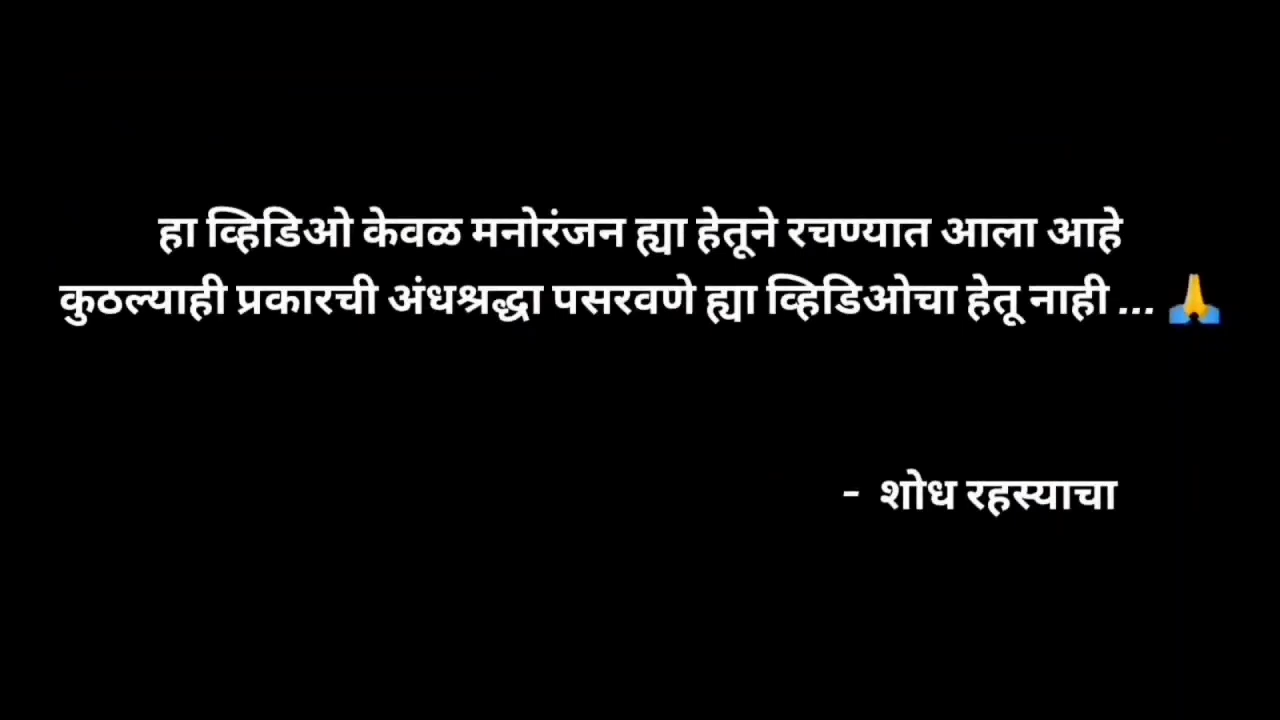 हा व्हिडिओ केवळ मनोरंजन ह्या हेतूने रचण्यात आला आहे
कुठल्याही प्रकारची अंधश्रद्धा पसरवणे ह्या व्हिडिओचा हेतू नाही ... 🙏
- शोध रहस्याचा